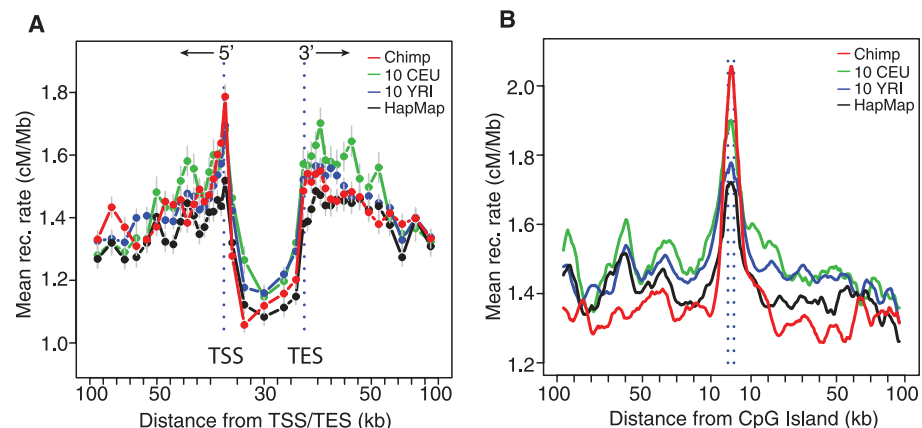 A
5’ 3’
Chimp
10 CEU
10 YRI
HapMap
1.8
1.6
1.4
1.2
1.0
Mean rec. rate (cM/Mb)
TSS TES
100 50 30 50 100
Distance from TSS/TES (kb)
B
Chimp
10 CEU
10 YRI
HapMap
2.0
1.8
1.6
1.4
1.2
Mean rec. rate (cM/Mb)
100 50 10 10 50 100
Distance from CpG Island (kb)